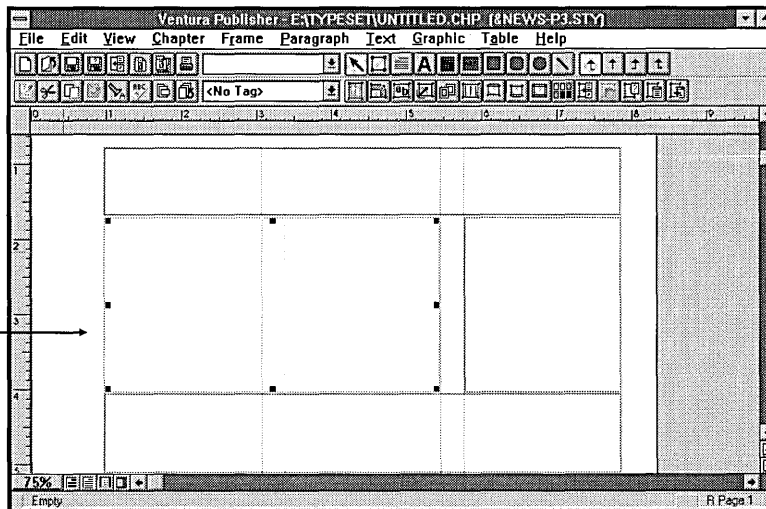 Ventura Publisher - E:\TYPESET\UNTITLED.CHP [&NEWS-P3.STY]
File Edit View Chapter Frame Paragraph Text Graphic Table Help
A
<No Tag>
0 1 2 3 4 5 6 7 8 9
1
2
3
4
5
75%
Empty R Page 1